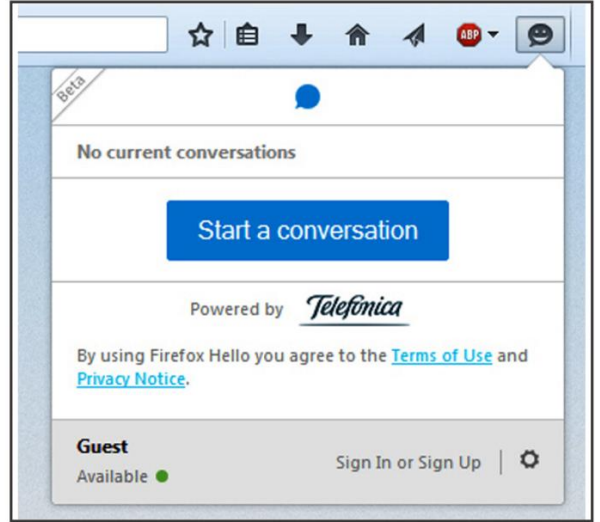 ABP
Beta
No current conversations
Start a conversation
Powered by Telefónica
By using Firefox Hello you agree to the Terms of Use and
Privacy Notice.
Guest
Available
Sign In or Sign Up